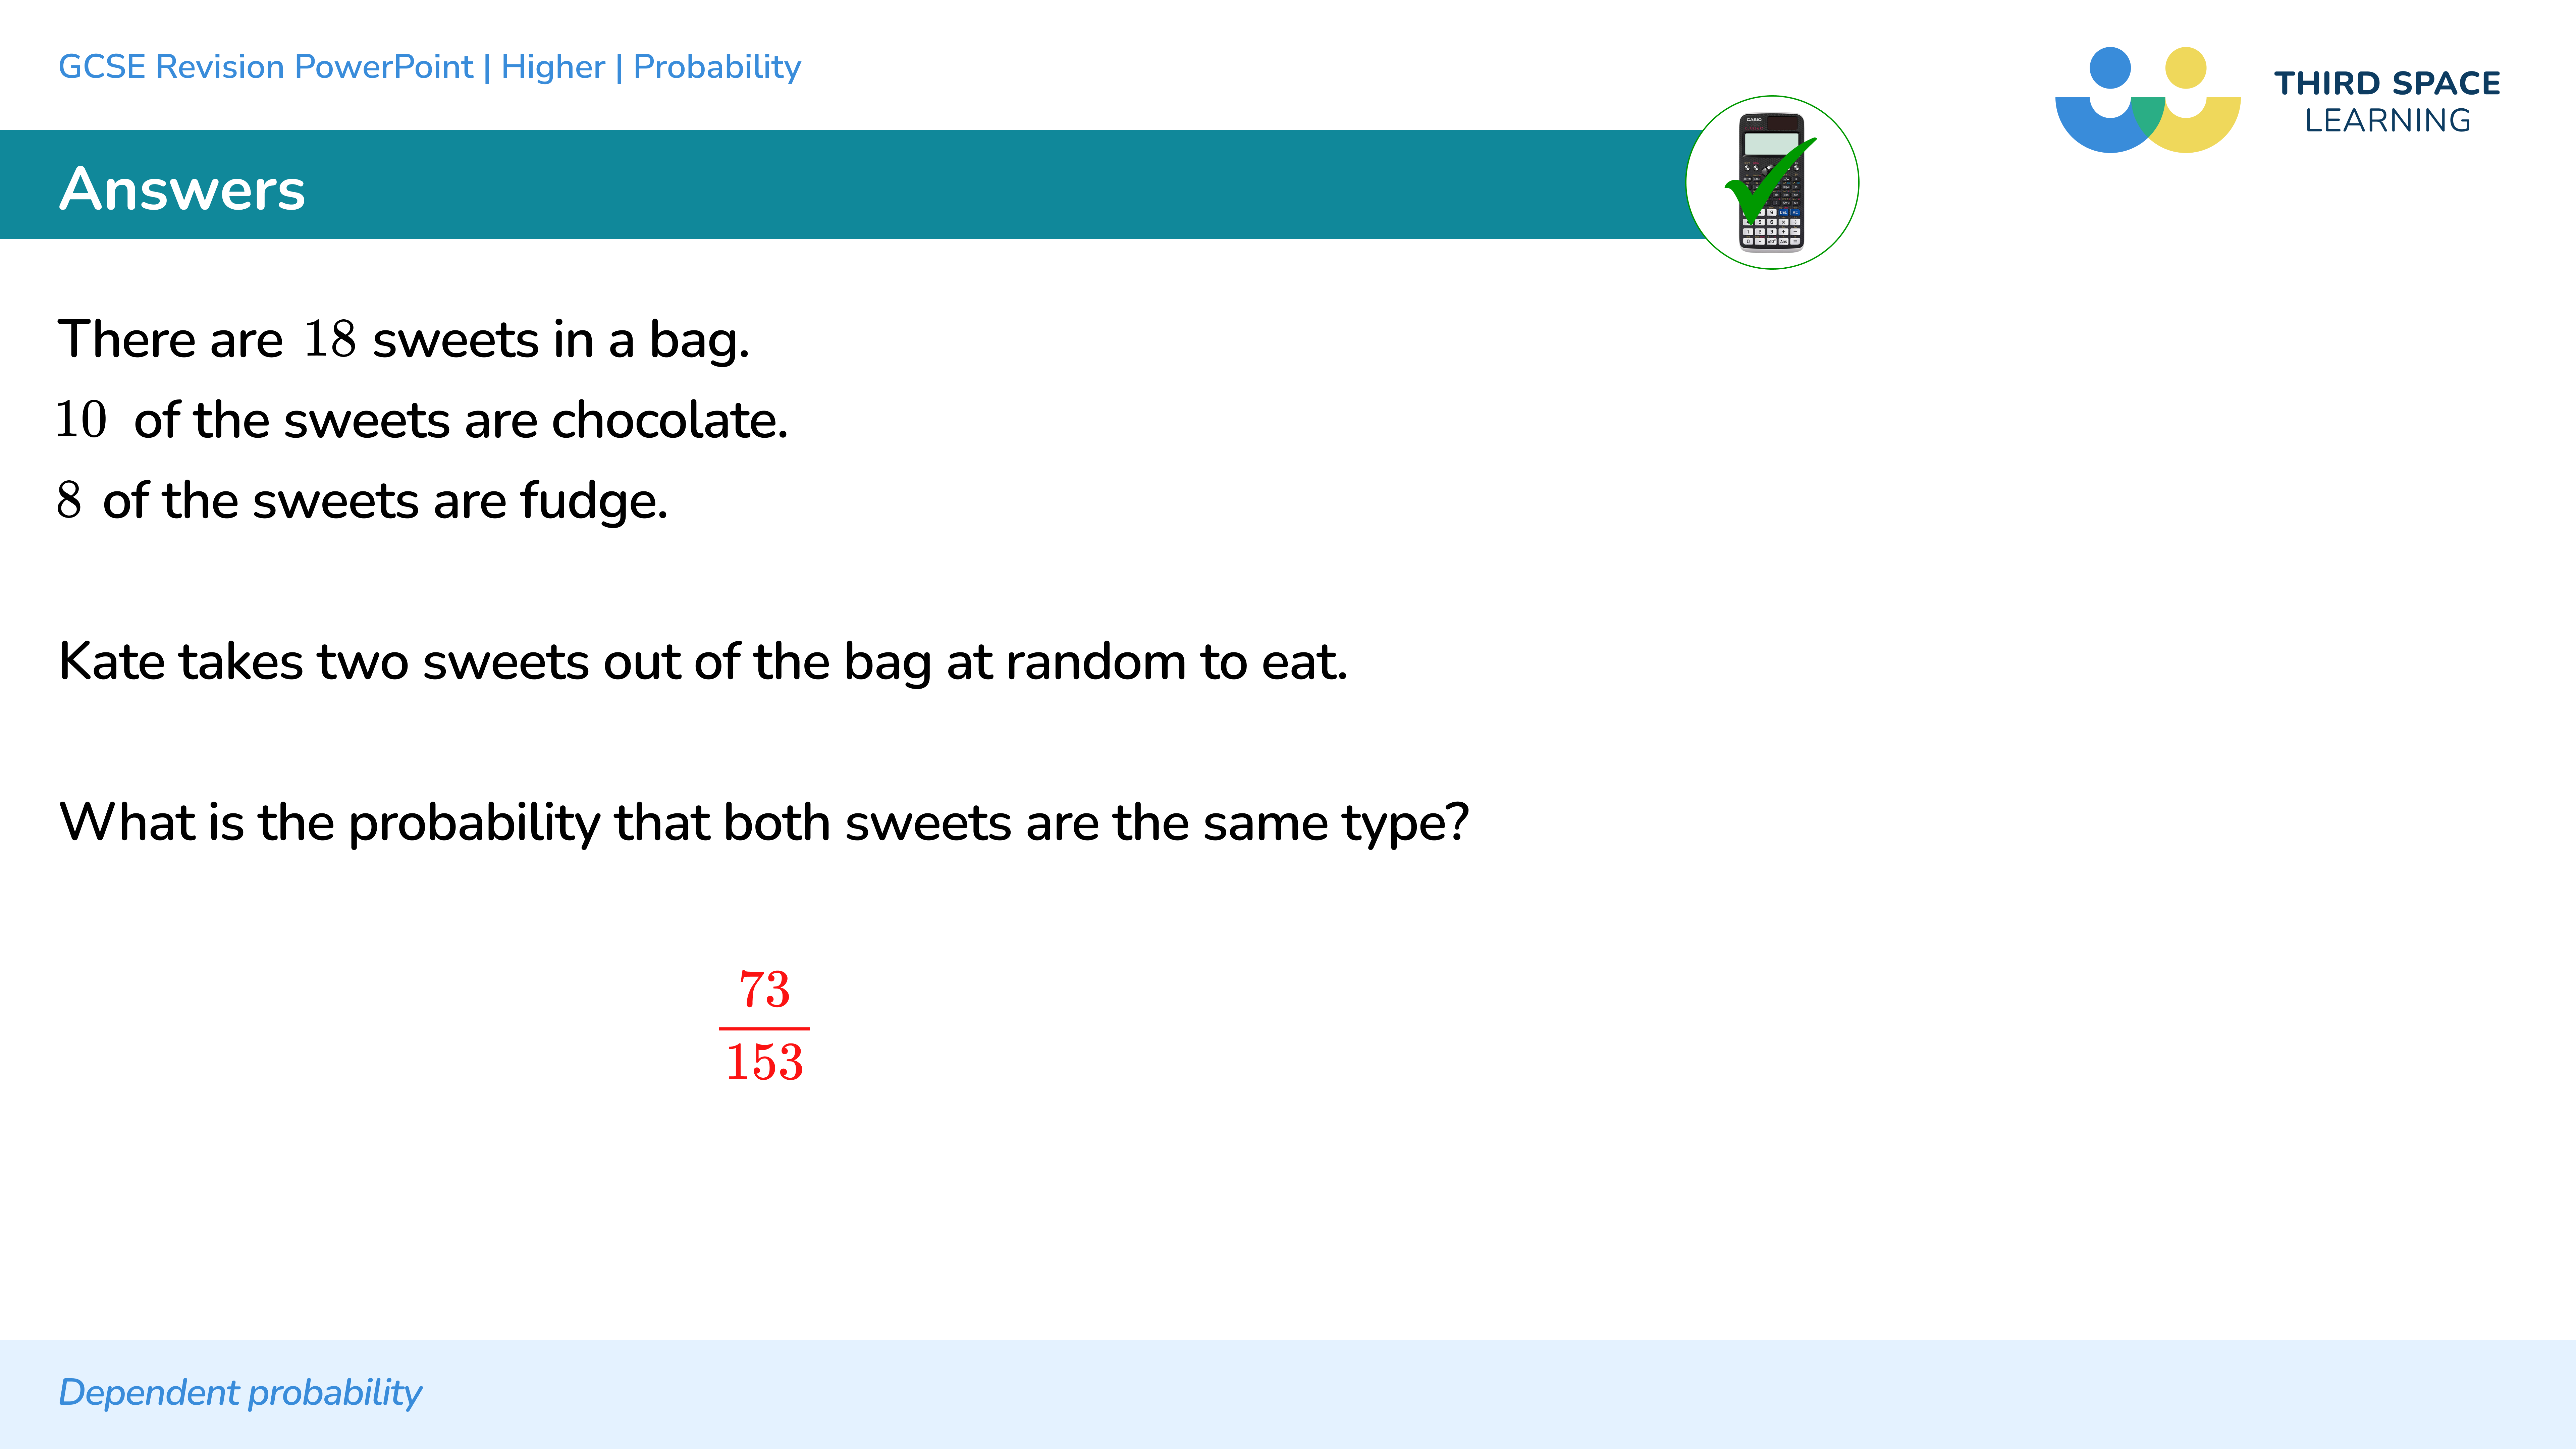 GCSE Revision PowerPoint | Higher | Probability
THIRD SPACE
LEARNING
Answers
CASIO
There are 18 sweets in a bag.
10 of the sweets are chocolate.
8 of the sweets are fudge.
Kate takes two sweets out of the bag at random to eat.
What is the probability that both sweets are the same type?
73
153
Dependent probability